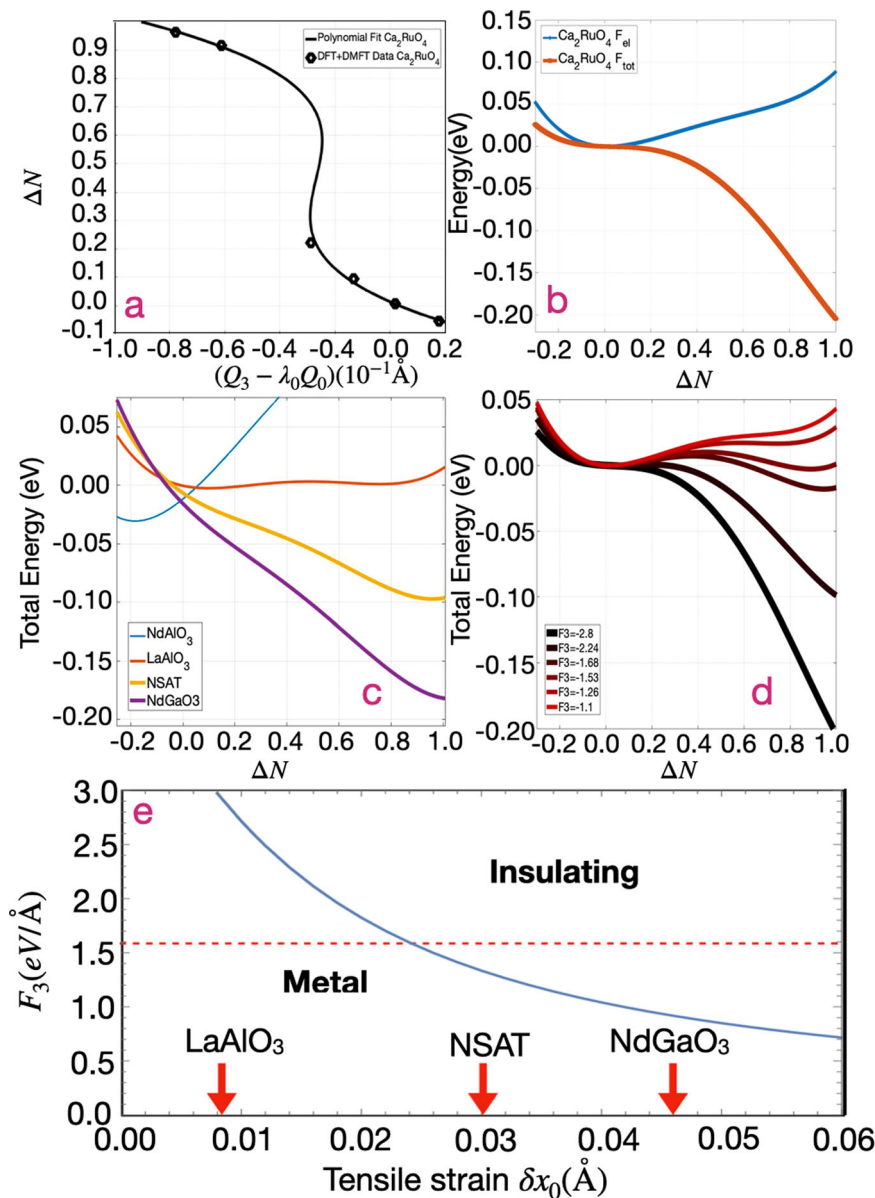 a
0.9
0.8
0.7
0.6
0.5
0.4
0.3
0.2
0.1
0.0
-0.1
ΔN
Polynomial Fit Ca₂RuO₄
DFT+DMFT Data Ca₂RuO₄
-1.0 -0.8 -0.6 -0.4 -0.2 0.0 0.2
(Q₃ − λ₀Q₀)(10⁻¹Å)
b
0.15
0.10
0.05
0.00
-0.05
-0.10
-0.15
-0.20
Energy(eV)
Ca₂RuO₄ Fₑₗ
Ca₂RuO₄ Fₜₒₜ
-0.2 0.0 0.2 0.4 0.6 0.8 1.0
ΔN
c
0.05
0.00
-0.05
-0.10
-0.15
-0.20
Total Energy (eV)
NdAlO₃
LaAlO₃
NSAT
NdGaO3
-0.2 0.0 0.2 0.4 0.6 0.8 1.0
ΔN
d
0.05
0.00
-0.05
-0.10
-0.15
-0.20
Total Energy (eV)
F3=-2.8
F3=-2.24
F3=-1.68
F3=-1.53
F3=-1.26
F3=-1.1
-0.2 0.0 0.2 0.4 0.6 0.8 1.0
ΔN
e
3.0
2.5
2.0
1.5
1.0
0.5
0.0
F₃(eV/Å)
Insulating
Metal
LaAlO₃ NSAT NdGaO₃
0.00 0.01 0.02 0.03 0.04 0.05 0.06
Tensile strain δx₀(Å)